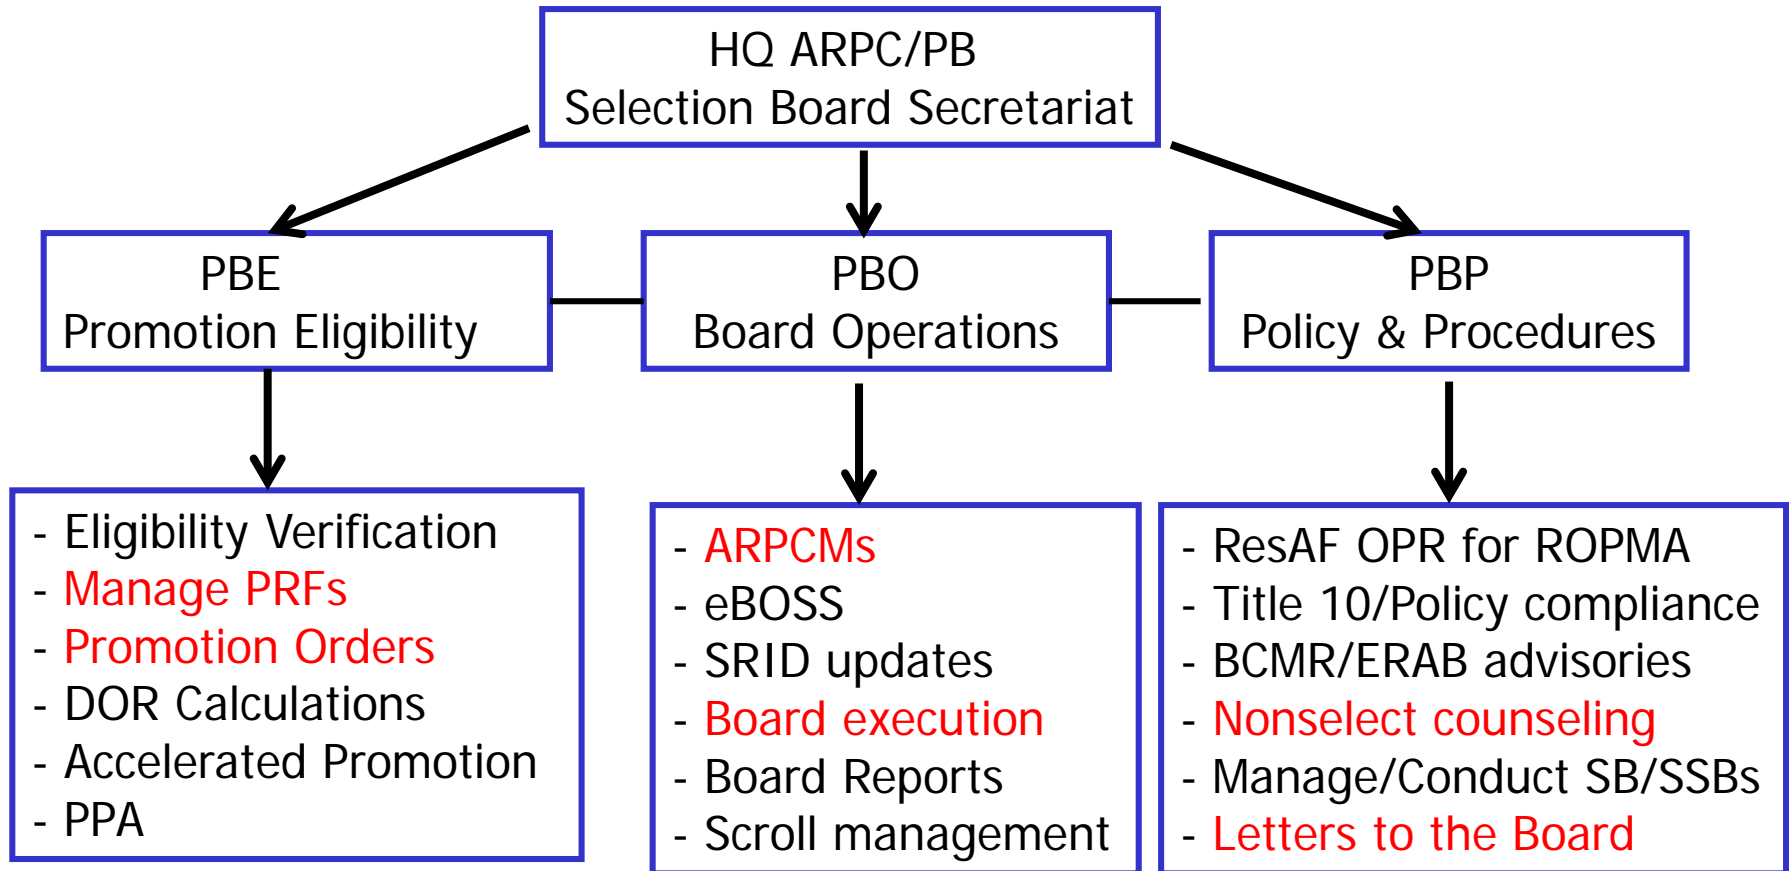 HQ ARPC/PB
Selection Board Secretariat
PBE
Promotion Eligibility
PBO
Board Operations
PBP
Policy & Procedures
- Eligibility Verification
- Manage PRFs
- Promotion Orders
- DOR Calculations
- Accelerated Promotion
- PPA
- ARPCMs
- eBOSS
- SRID updates
- Board execution
- Board Reports
- Scroll management
- ResAF OPR for ROPMA
- Title 10/Policy compliance
- BCMR/ERAB advisories
- Nonselect counseling
- Manage/Conduct SB/SSBs
- Letters to the Board